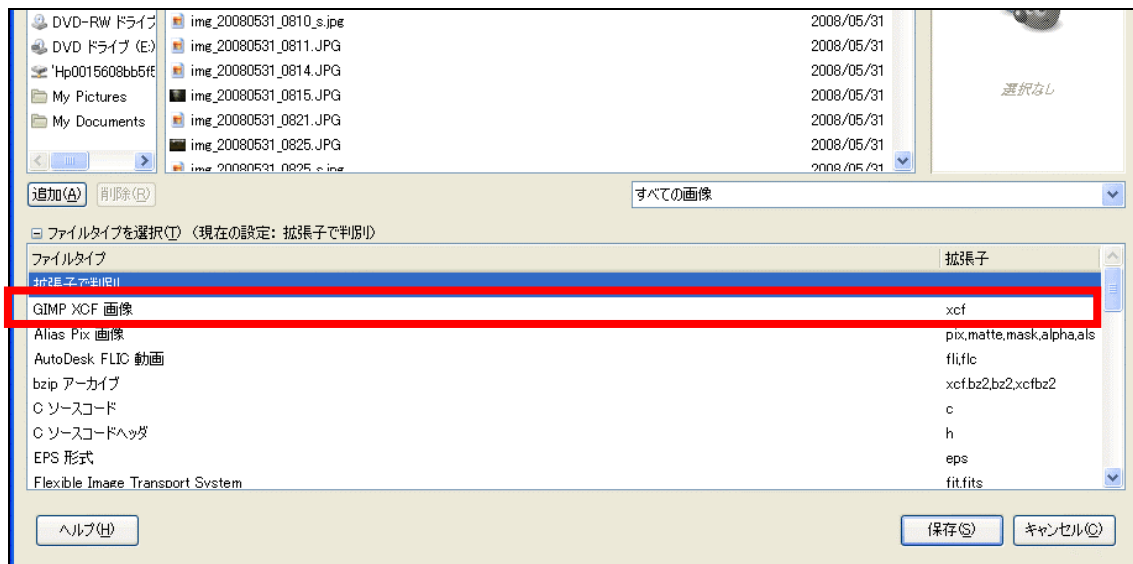 DVD-RW ドライブ
DVD ドライブ (E:)
'Hp0015608bb5f5
My Pictures
My Documents
img_20080531_0810_s.jpg 2008/05/31
img_20080531_0811.JPG 2008/05/31
img_20080531_0814.JPG 2008/05/31
img_20080531_0815.JPG 2008/05/31
img_20080531_0821.JPG 2008/05/31
img_20080531_0825.JPG 2008/05/31
img_20080531_0825_s.jpg 2008/05/31
選択なし
追加(A) 削除(R) すべての画像
ファイルタイプを選択(T) (現在の設定: 拡張子で判別)
ファイルタイプ 拡張子
拡張子で判別
GIMP XCF 画像 xcf
Alias Pix 画像 pix,matte,mask,alpha,als
AutoDesk FLIC 動画 fli,flc
bzip アーカイブ xcf.bz2,bz2,xcfbz2
C ソースコード c
C ソースコードヘッダ h
EPS 形式 eps
Flexible Image Transport System fit,fits
ヘルプ(H) 保存(S) キャンセル(C)